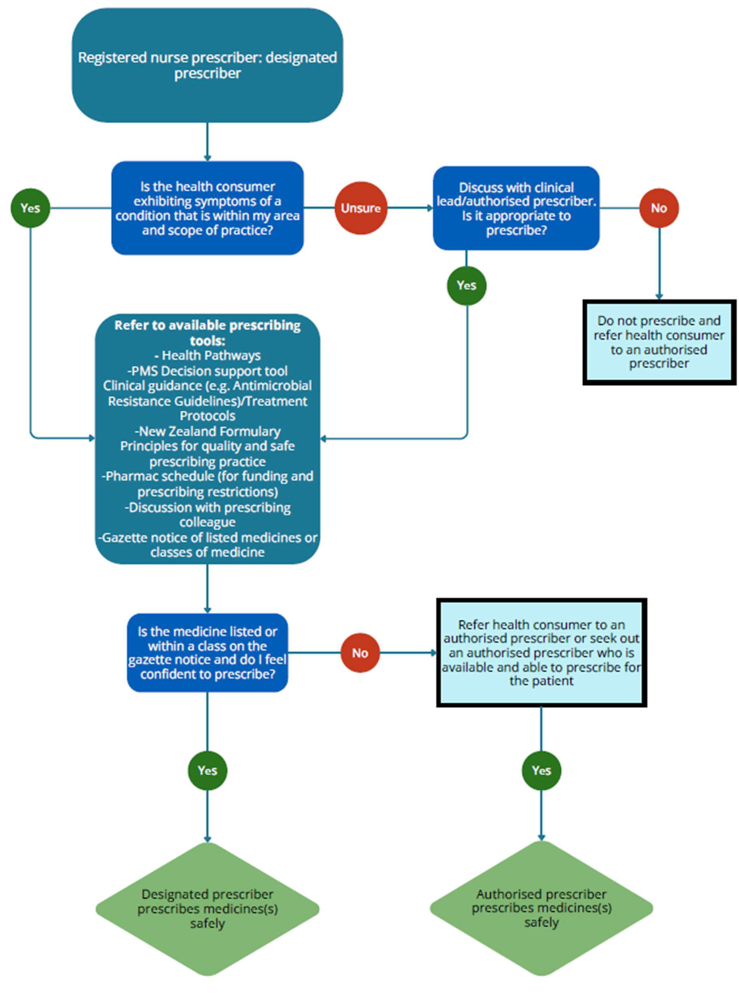 Registered nurse prescriber: designated
prescriber
Yes
Is the health consumer
exhibiting symptoms of a
condition that is within my area
and scope of practice?
Unsure
Discuss with clinical
lead/authorised prescriber.
Is it appropriate to
prescribe?
No
Yes
Do not prescribe and
refer health consumer
to an authorised
prescriber
Refer to available prescribing
tools:
- Health Pathways
-PMS Decision support tool
Clinical guidance (e.g. Antimicrobial
Resistance Guidelines)/Treatment
Protocols
-New Zealand Formulary
Principles for quality and safe
prescribing practice
-Pharmac schedule (for funding and
prescribing restrictions)
-Discussion with prescribing
colleague
-Gazette notice of listed medicines or
classes of medicine
Is the medicine listed or
within a class on the
gazette notice and do I feel
confident to prescribe?
No
Refer health consumer to an
authorised prescriber or seek out
an authorised prescriber who is
available and able to prescribe for
the patient
Yes
Yes
Designated prescriber
prescribes medicines(s)
safely
Authorised prescriber
prescribes medicines(s)
safely